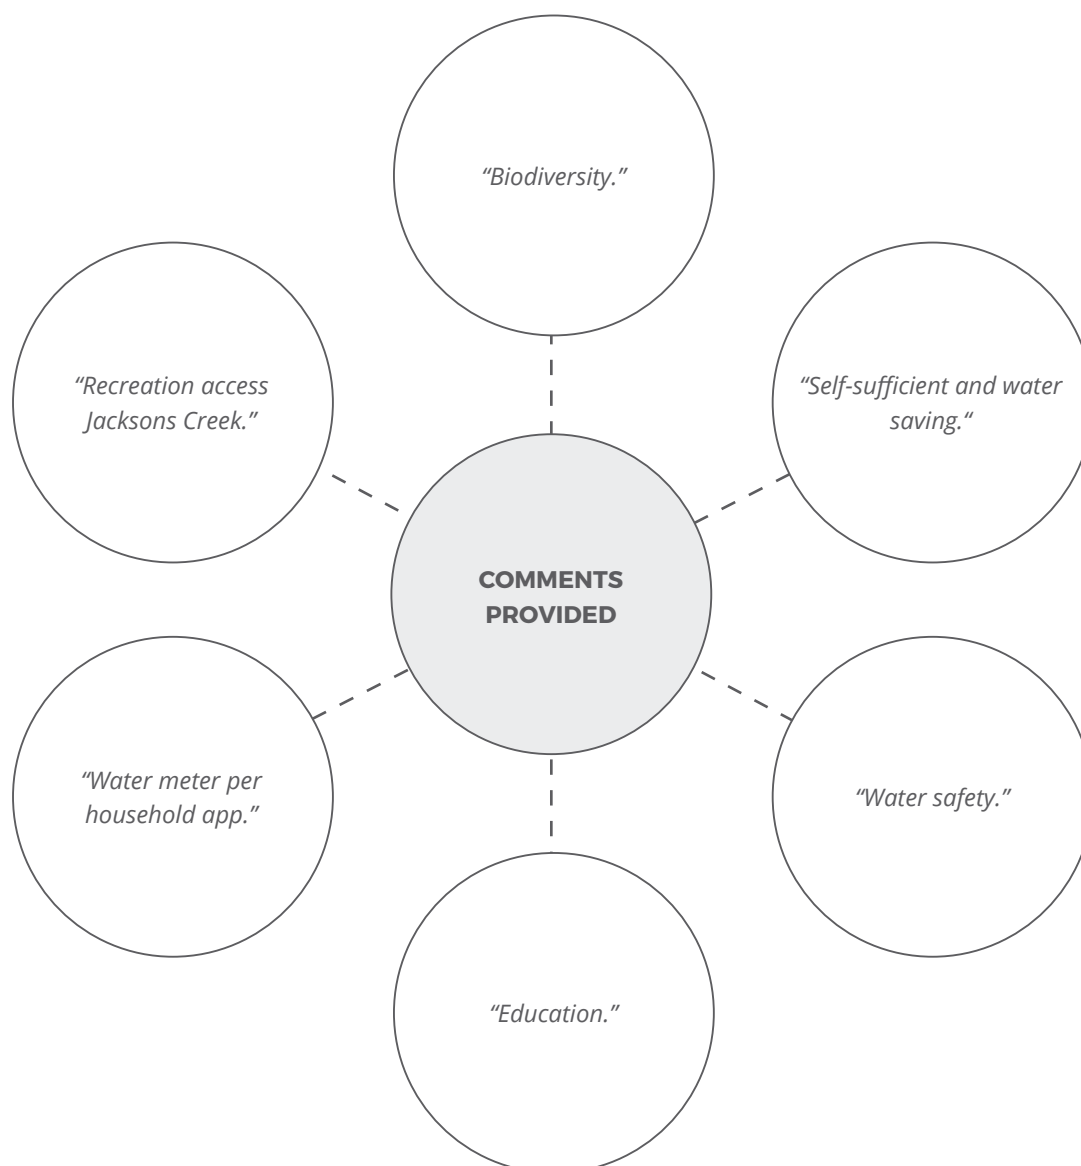 “Biodiversity.”
“Recreation access
Jacksons Creek.”
“Self-sufficient and water
saving.“
COMMENTS
PROVIDED
“Water meter per
household app.”
“Water safety.”
“Education.”